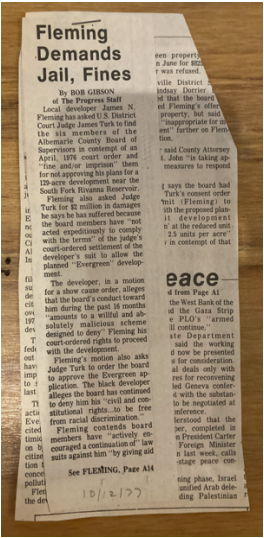 Fleming
Demands
Jail, Fines
By BOB GIBSON
of The Progress Staff
Local developer James N.
Fleming has asked U.S. District
Court Judge James Turk to find
the six members of the
Albemarle County Board of
Supervisors in contempt of an
April, 1976 court order and
"fine and/or imprison" them
for not approving his plans for a
129-acre development near the
South Fork Rivanna Reservoir.
Fleming also asked Judge
Turk for $2 million in damages
he says he has suffered because
the board members have "not
acted expeditiously to comply
with the terms" of the judge's
court-ordered settlement of the
developer's suit to allow the
planned "Evergreen" develop-
ment.
The developer, in a motion
for a show cause order, alleges
that the board's conduct toward
him during the past 16 months
"amounts to a willful and ab-
solutely malicious scheme
designed to deny" Fleming his
court-ordered rights to proceed
with the development.
Fleming's motion also asks
Judge Turk to order the board
to approve the Evergreen ap-
plication. The black developer
alleges the board has continued
to deny him his "civil and con-
stitutional rights...to be free
from racial discrimination."
Fleming contends board
members have "actively en-
couraged a continuation of" law
suits against him "by giving aid
See FLEMING, Page A14
10/12/77
een property
n June for
r was refused.
ville District
indsay Dorrier
ed that the board
ed Fleming's offer
property, but said
"inappropriate for
ent" further on Flem-
tion.
said County Attorney
t. John "is taking ap-
measures to respond
says the board had
Turk's consent order
mit (Fleming) to
ith the proposed plan-
it development
n' at the reduced unit
2.5 units per acre"
in contempt of that
eace
d from Page A1
the West Bank of the
d the Gaza Strip
e PLO's "armed
ll continue,"
ate Department
said the working
d now be presented
s for consideration.
al deals only with
res for reconvening
led Geneva confer-
t with the substan-
to be negotiated at
nference.
erstood that the
per, completed in
n President Carter
Foreign Minister
n last week, calls
-stage peace con-
ning phase, Israel
unified Arab dele-
ding Palestinian